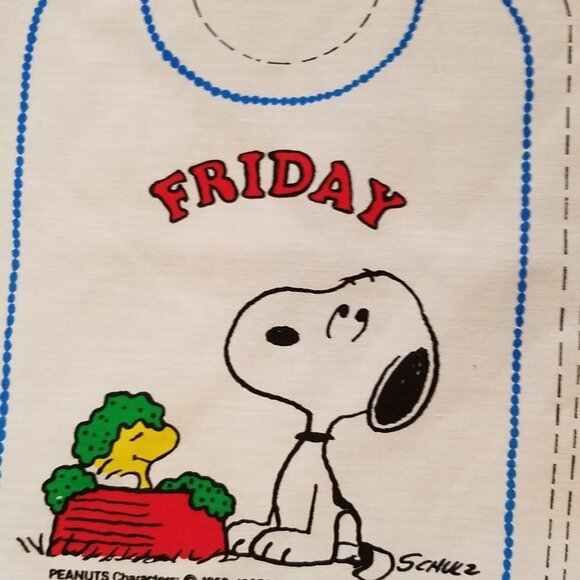 FRIDAY
SCHULZ
PEANUTS Characters: ©